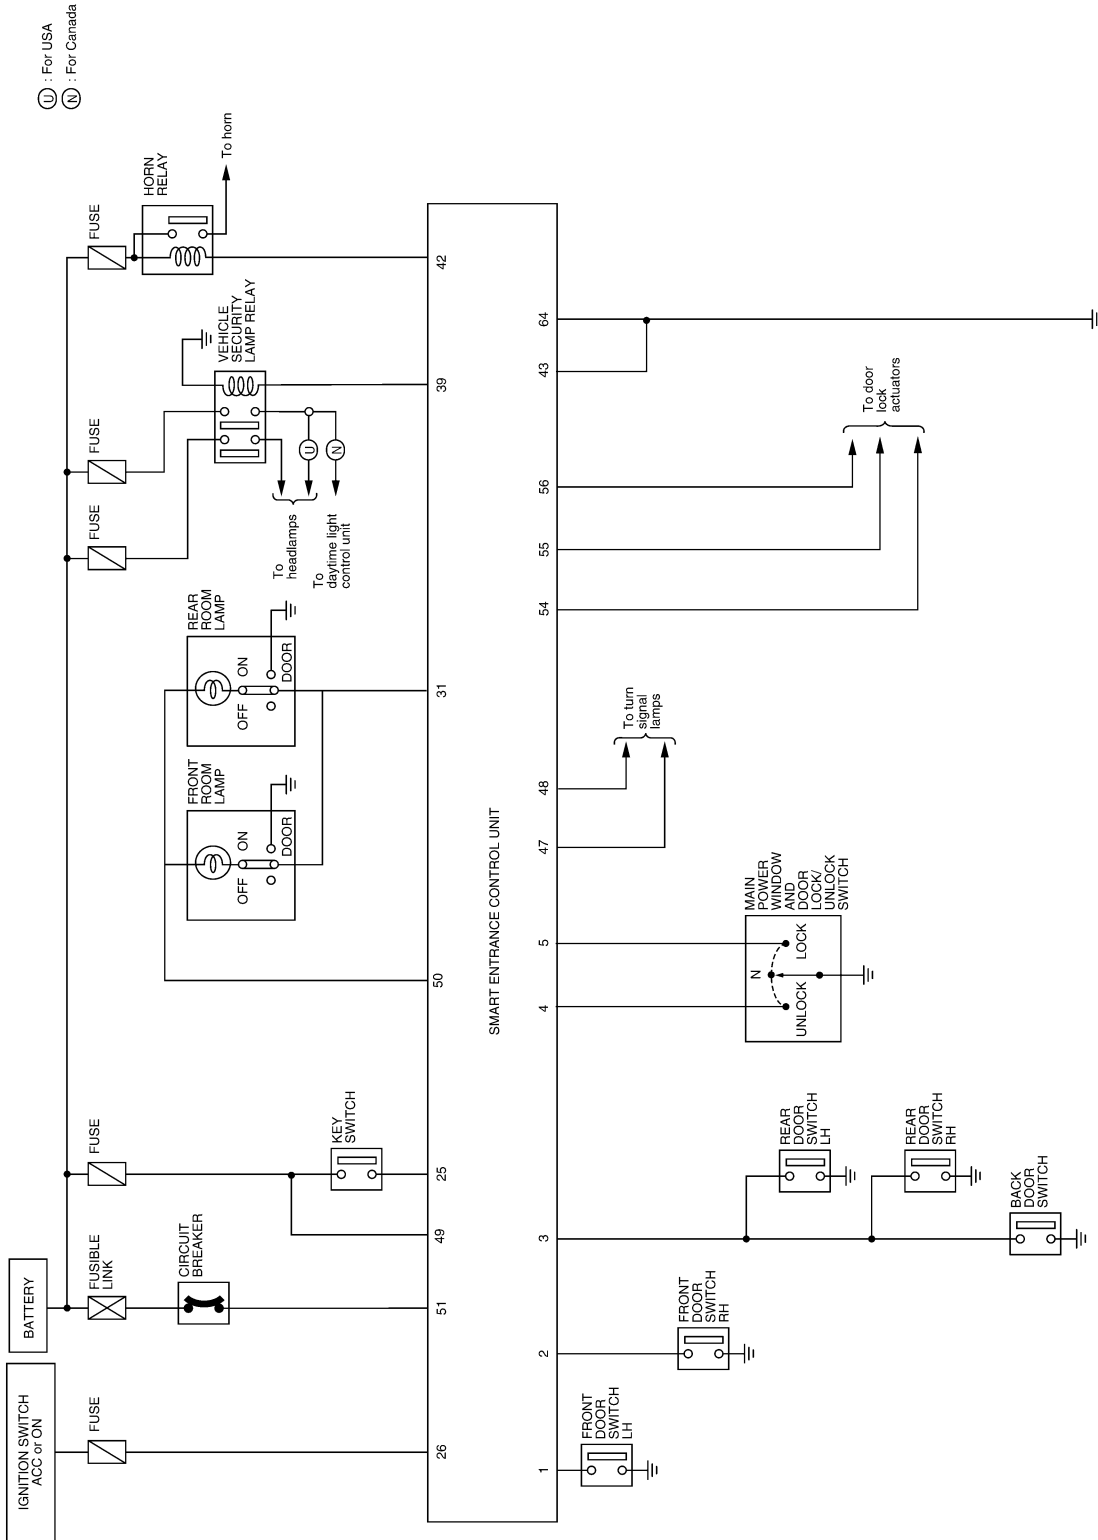 U : For USA
N : For Canada
IGNITION SWITCH
ACC or ON
BATTERY
FUSE
FUSIBLE
LINK
FUSE
FUSE
FUSE
FUSE
CIRCUIT
BREAKER
KEY
SWITCH
FRONT
ROOM
LAMP
OFF
ON
DOOR
REAR
ROOM
LAMP
OFF
ON
DOOR
To
headlamps
To
daytime light
control unit
U
N
VEHICLE
SECURITY
LAMP RELAY
HORN
RELAY
To horn
26
51
49
25
50
31
39
42
SMART ENTRANCE CONTROL UNIT
1
2
3
4
5
47
48
54
55
56
43
64
FRONT
DOOR
SWITCH
LH
FRONT
DOOR
SWITCH
RH
REAR
DOOR
SWITCH
LH
REAR
DOOR
SWITCH
RH
BACK
DOOR
SWITCH
MAIN
POWER
WINDOW
AND
DOOR
LOCK/
UNLOCK
SWITCH
N
UNLOCK
LOCK
To turn
signal
lamps
To door
lock
actuators